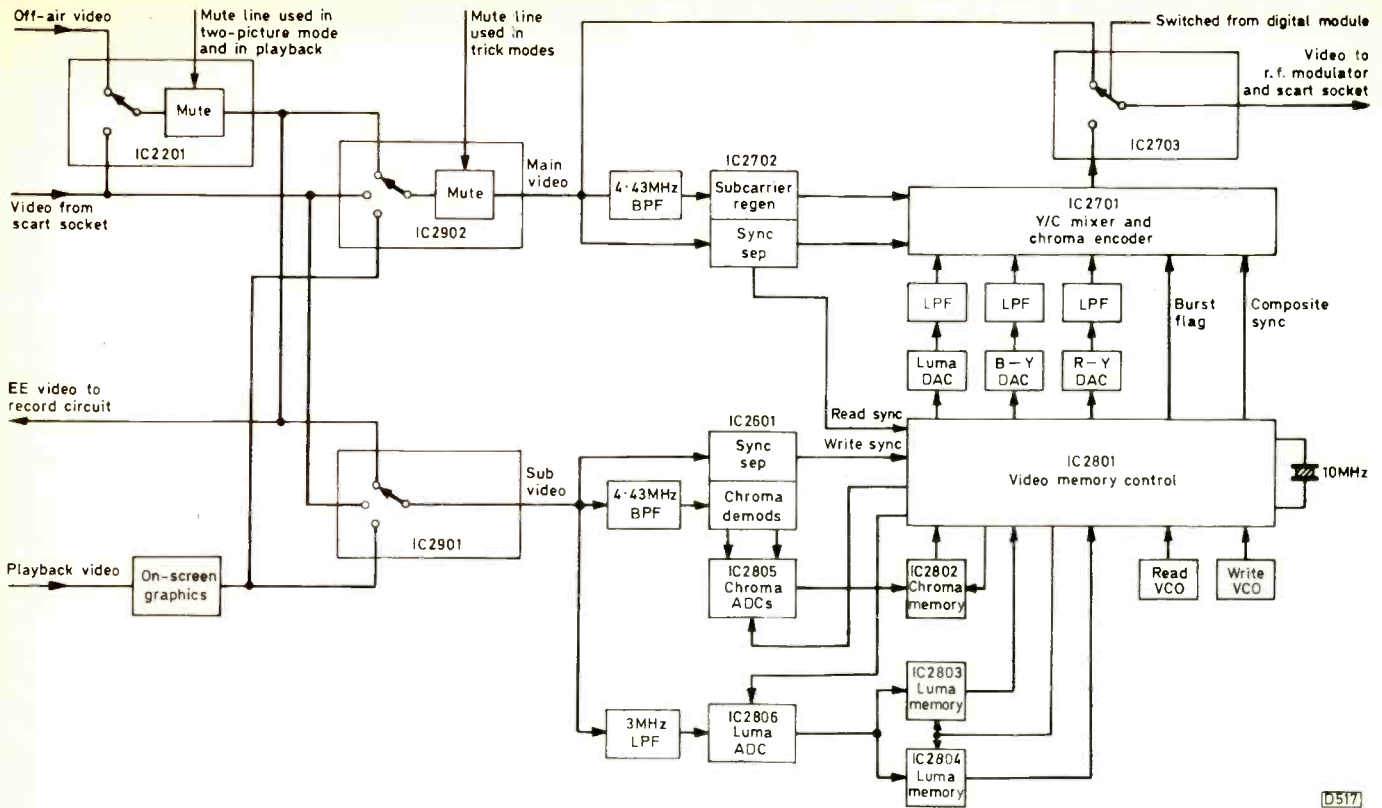 Off-air video
Mute line used in
two-picture mode
and in playback
Mute line
used in
trick modes
Switched from digital module
Video to
r.f. modulator
and scart socket
Mute
IC2201
IC2703
Video from
scart socket
Mute
IC2902
Main
video
4·43MHz
BPF
IC2702
Subcarrier
regen
Sync
sep
IC2701
Y/C mixer and
chroma encoder
LPF
LPF
LPF
Burst
flag
Composite
sync
Luma
DAC
B-Y
DAC
R-Y
DAC
EE video to
record circuit
Read sync
Write sync
IC2601
Sync
sep
Chroma
demods
IC2801
Video memory control
10MHz
Sub
video
4·43MHz
BPF
IC2901
Playback video
On-screen
graphics
IC2805
Chroma
ADCs
IC2802
Chroma
memory
Read
VCO
Write
VCO
3MHz
LPF
IC2806
Luma
ADC
IC2803
Luma
memory
IC2804
Luma
memory
D517